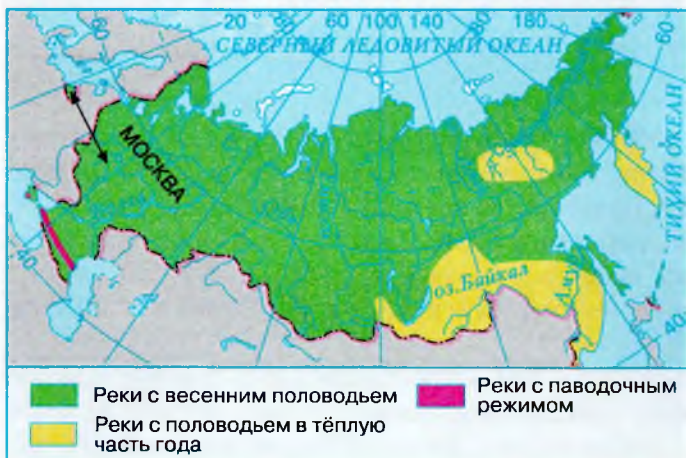 20 60 60 100 140 180 60
СЕВЕРНЫЙ ЛЕДОВИТЫЙ ОКЕАН
ТИХИЙ ОКЕАН
МОСКВА
оз.Байкал
Амур
40
40
Реки с весенним половодьем
Реки с паводочным
режимом
Реки с половодьем в тёплую
часть года